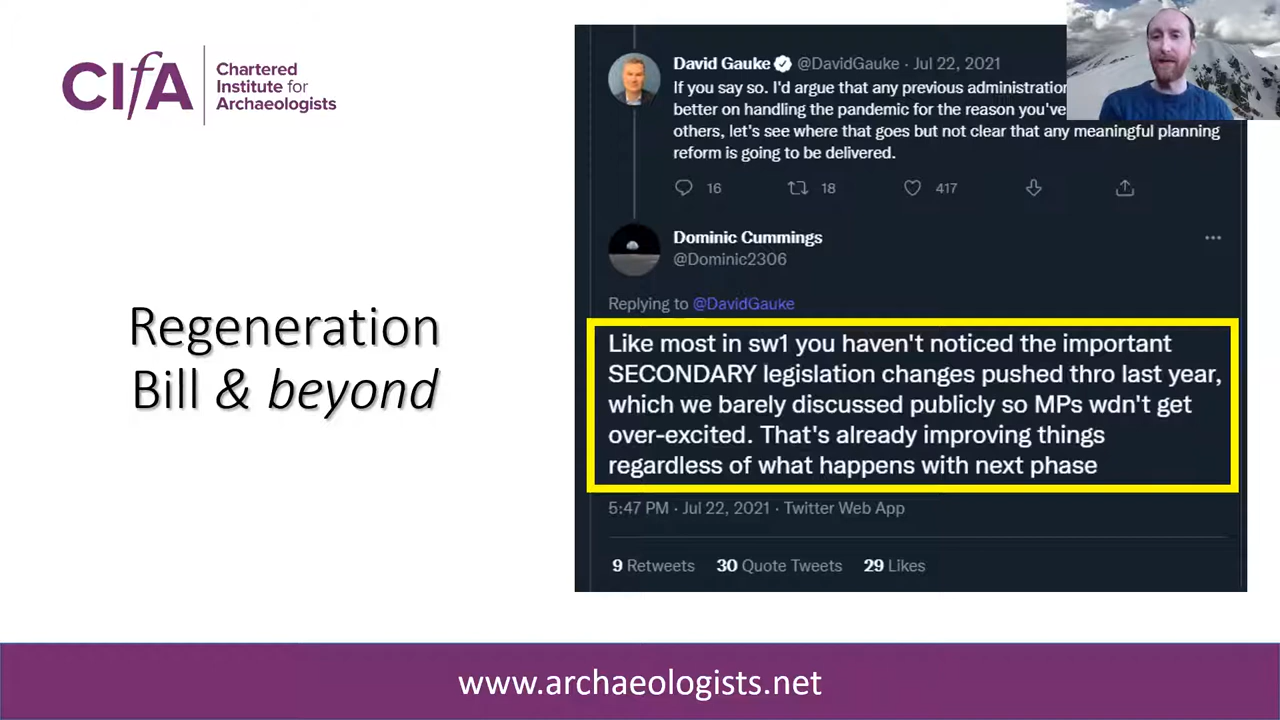 CIfA
Chartered
Institute for
Archaeologists
Regeneration
Bill & beyond
David Gauke @DavidGauke · Jul 22, 2021
If you say so. I'd argue that any previous administration
better on handling the pandemic for the reason you've
others, let's see where that goes but not clear that any meaningful planning
reform is going to be delivered.
16 18 417
Dominic Cummings
@Dominic2306
Replying to @DavidGauke
Like most in sw1 you haven't noticed the important
SECONDARY legislation changes pushed thro last year,
which we barely discussed publicly so MPs wdn't get
over-excited. That's already improving things
regardless of what happens with next phase
5:47 PM · Jul 22, 2021 · Twitter Web App
9 Retweets 30 Quote Tweets 29 Likes
www.archaeologists.net